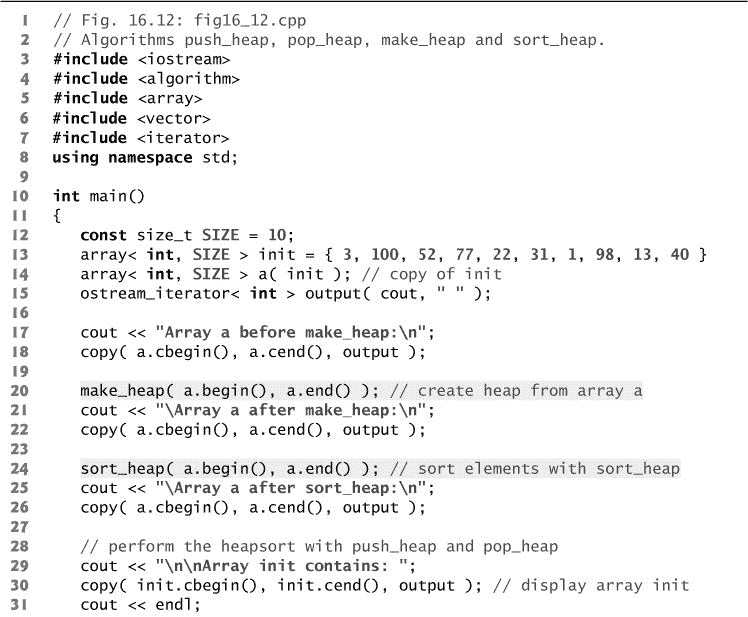 1 // Fig. 16.12: fig16_12.cpp
2 // Algorithms push_heap, pop_heap, make_heap and sort_heap.
3 #include <iostream>
4 #include <algorithm>
5 #include <array>
6 #include <vector>
7 #include <iterator>
8 using namespace std;
9
10 int main()
11 {
12 const size_t SIZE = 10;
13 array< int, SIZE > init = { 3, 100, 52, 77, 22, 31, 1, 98, 13, 40 }
14 array< int, SIZE > a( init ); // copy of init
15 ostream_iterator< int > output( cout, " " );
16
17 cout << "Array a before make_heap:\n";
18 copy( a.cbegin(), a.cend(), output );
19
20 make_heap( a.begin(), a.end() ); // create heap from array a
21 cout << "\Array a after make_heap:\n";
22 copy( a.cbegin(), a.cend(), output );
23
24 sort_heap( a.begin(), a.end() ); // sort elements with sort_heap
25 cout << "\Array a after sort_heap:\n";
26 copy( a.cbegin(), a.cend(), output );
27
28 // perform the heapsort with push_heap and pop_heap
29 cout << "\n\nArray init contains: ";
30 copy( init.cbegin(), init.cend(), output ); // display array init
31 cout << endl;